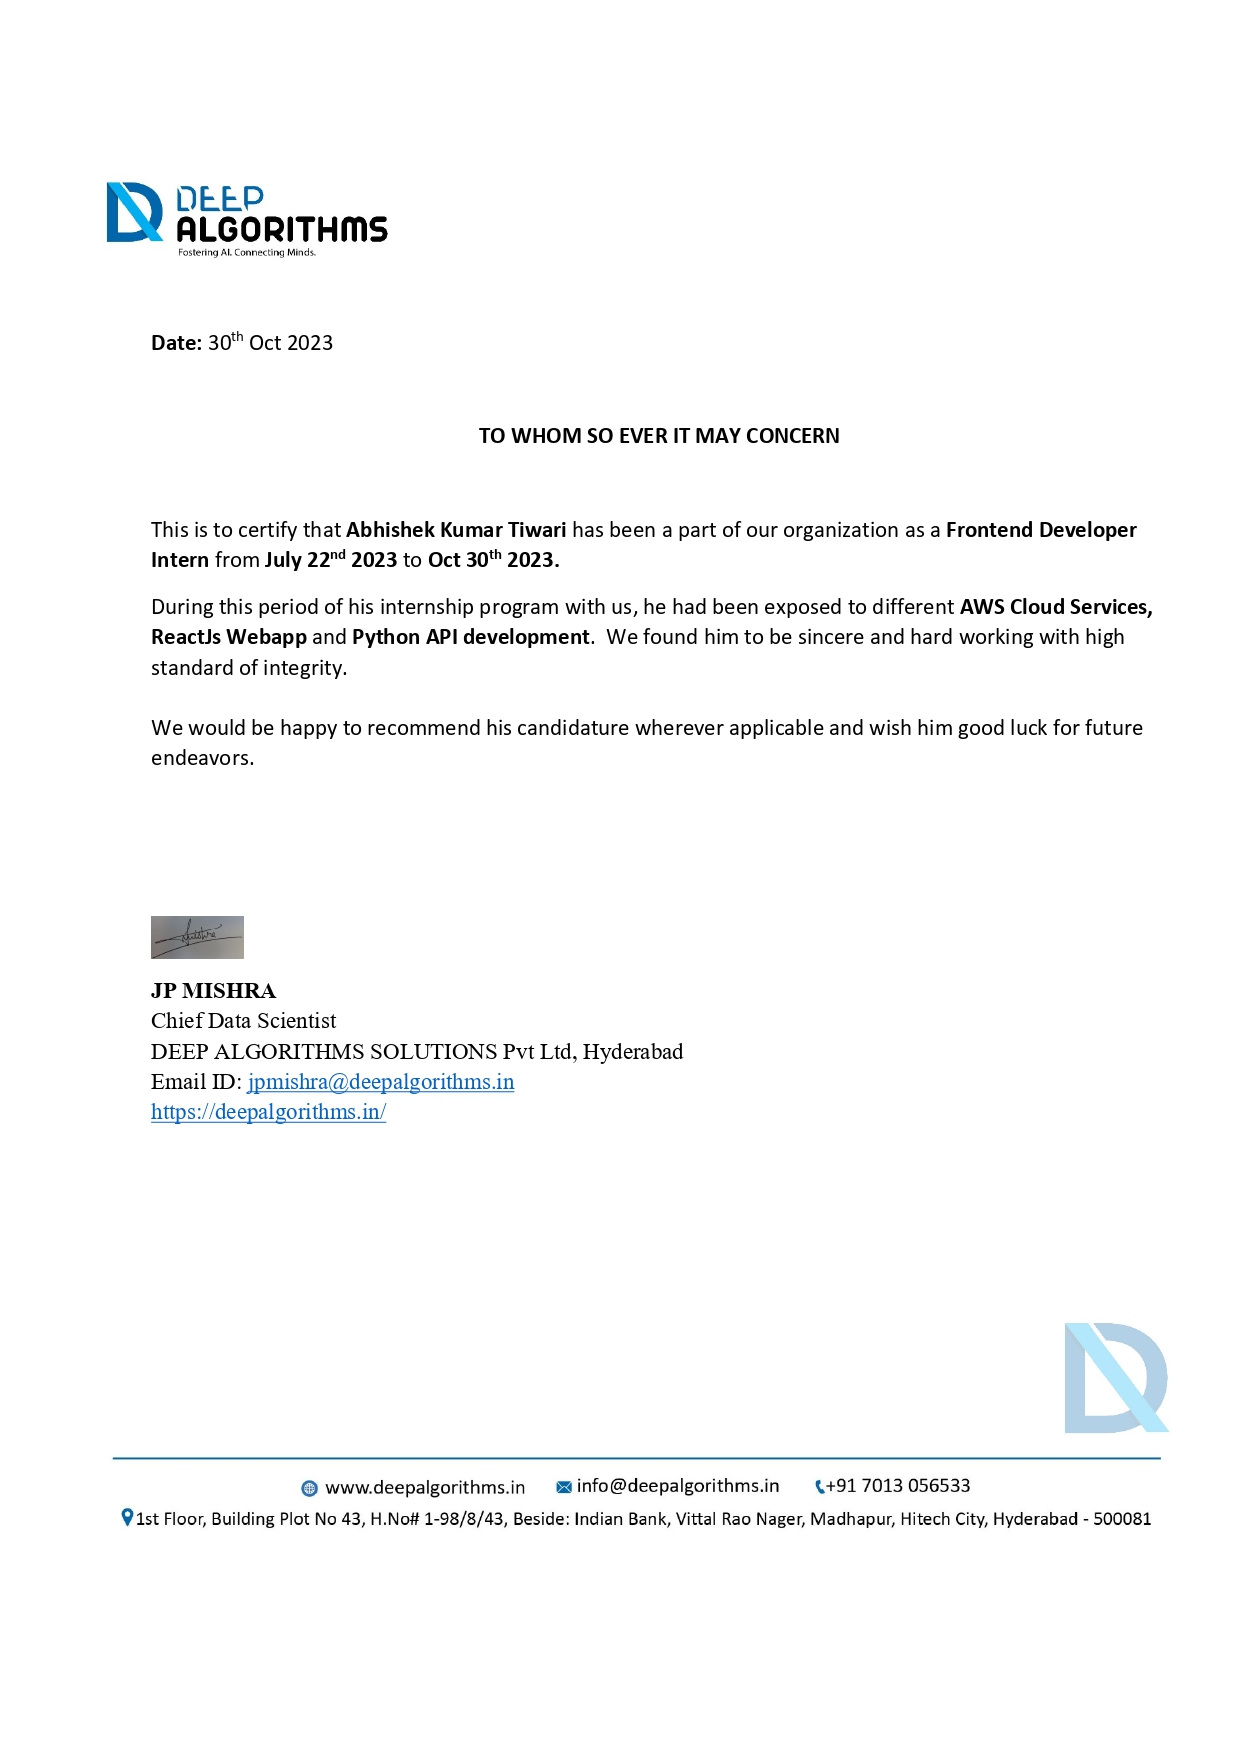 DEEP
ALGORITHMS
Fostering AI. Connecting Minds.
Date: 30th Oct 2023
TO WHOM SO EVER IT MAY CONCERN
This is to certify that Abhishek Kumar Tiwari has been a part of our organization as a Frontend Developer
Intern from July 22nd 2023 to Oct 30th 2023.
During this period of his internship program with us, he had been exposed to different AWS Cloud Services,
ReactJs Webapp and Python API development.  We found him to be sincere and hard working with high
standard of integrity.
We would be happy to recommend his candidature wherever applicable and wish him good luck for future
endeavors.
JP MISHRA
Chief Data Scientist
DEEP ALGORITHMS SOLUTIONS Pvt Ltd, Hyderabad
Email ID: jpmishra@deepalgorithms.in
https://deepalgorithms.in/
www.deepalgorithms.in info@deepalgorithms.in +91 7013 056533
1st Floor, Building Plot No 43, H.No# 1-98/8/43, Beside: Indian Bank, Vittal Rao Nager, Madhapur, Hitech City, Hyderabad - 500081